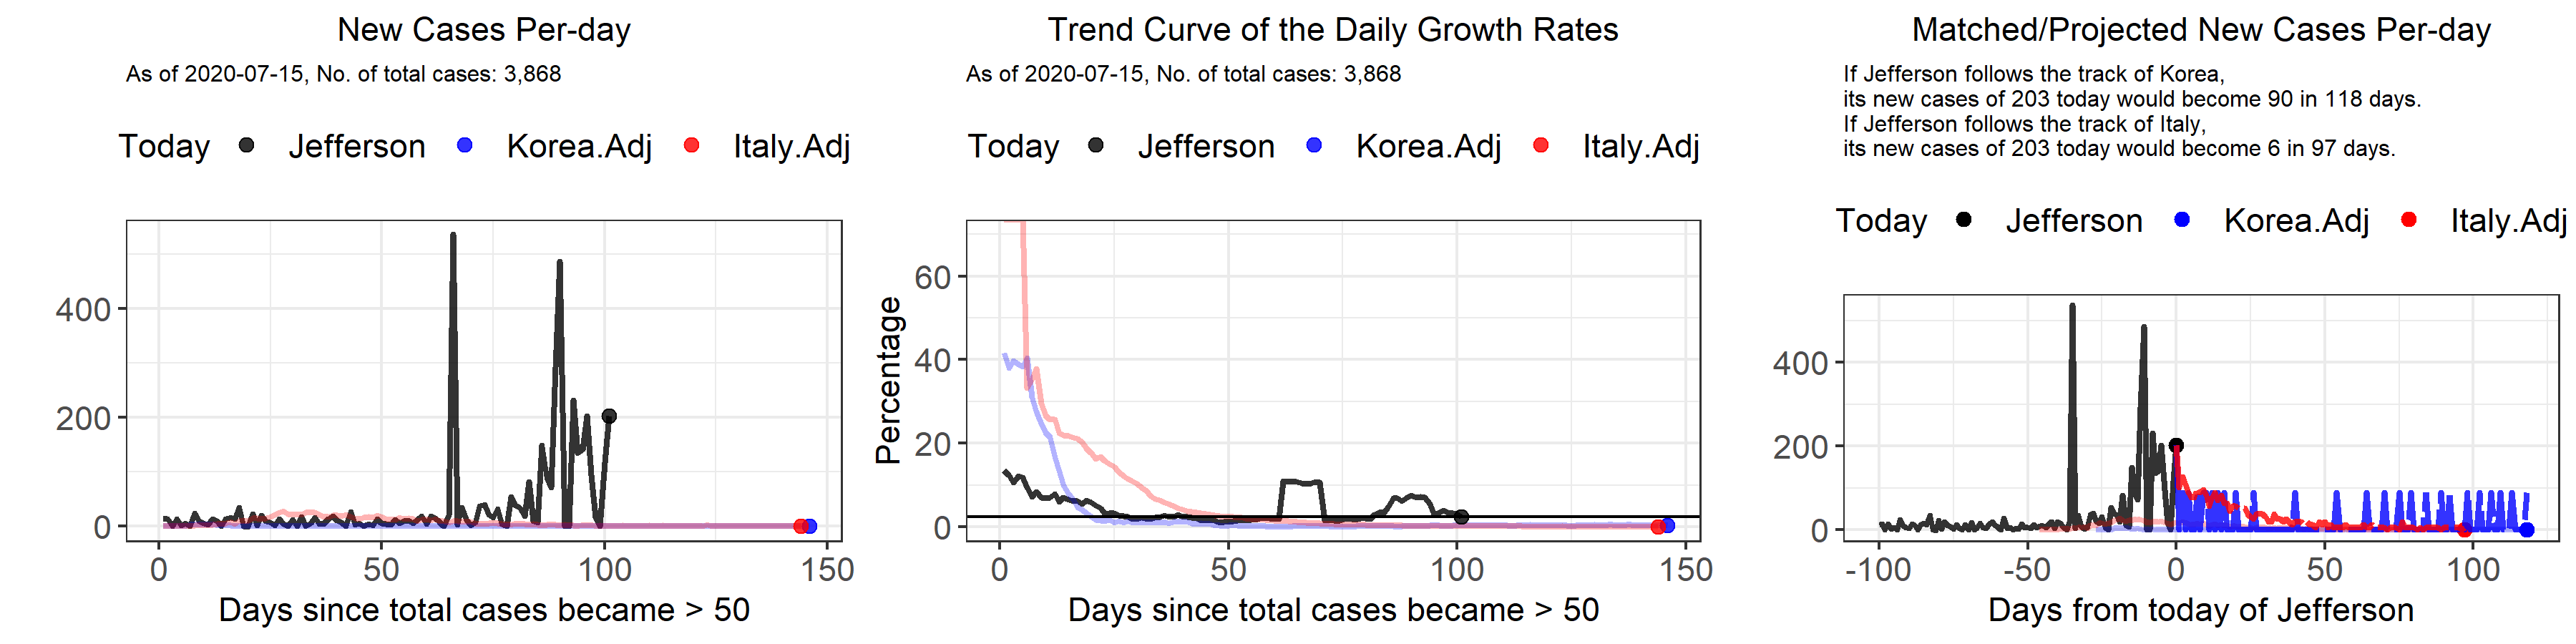 New Cases Per-day
As of 2020-07-15, No. of total cases: 3,868
Today Jefferson Korea.Adj Italy.Adj
400
200
0
0 50 100 150
Days since total cases became > 50
Trend Curve of the Daily Growth Rates
As of 2020-07-15, No. of total cases: 3,868
Today Jefferson Korea.Adj Italy.Adj
Percentage
60
40
20
0
0 50 100 150
Days since total cases became > 50
Matched/Projected New Cases Per-day
If Jefferson follows the track of Korea,
its new cases of 203 today would become 90 in 118 days.
If Jefferson follows the track of Italy,
its new cases of 203 today would become 6 in 97 days.
Today Jefferson Korea.Adj Italy.Adj
400
200
0
-100 -50 0 50 100
Days from today of Jefferson